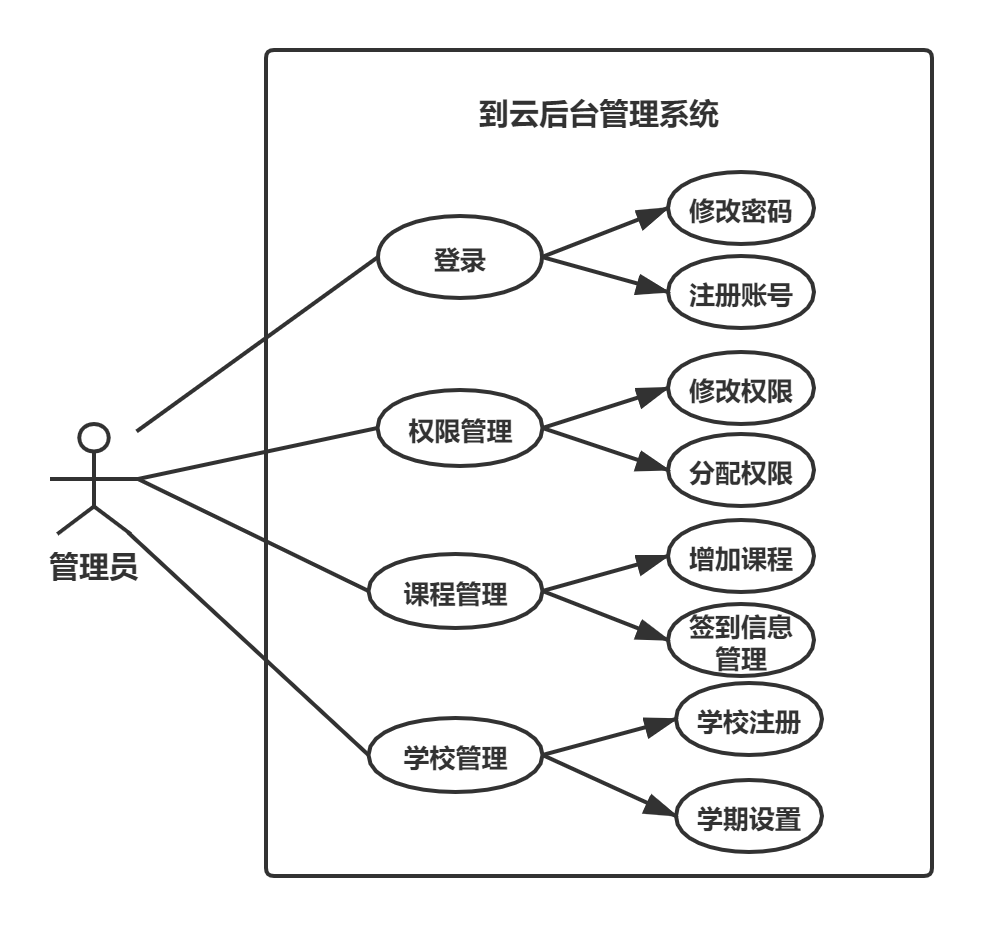 到云后台管理系统
修改密码
登录
注册账号
修改权限
权限管理
分配权限
管理员
增加课程
课程管理
签到信息
管理
学校注册
学校管理
学期设置